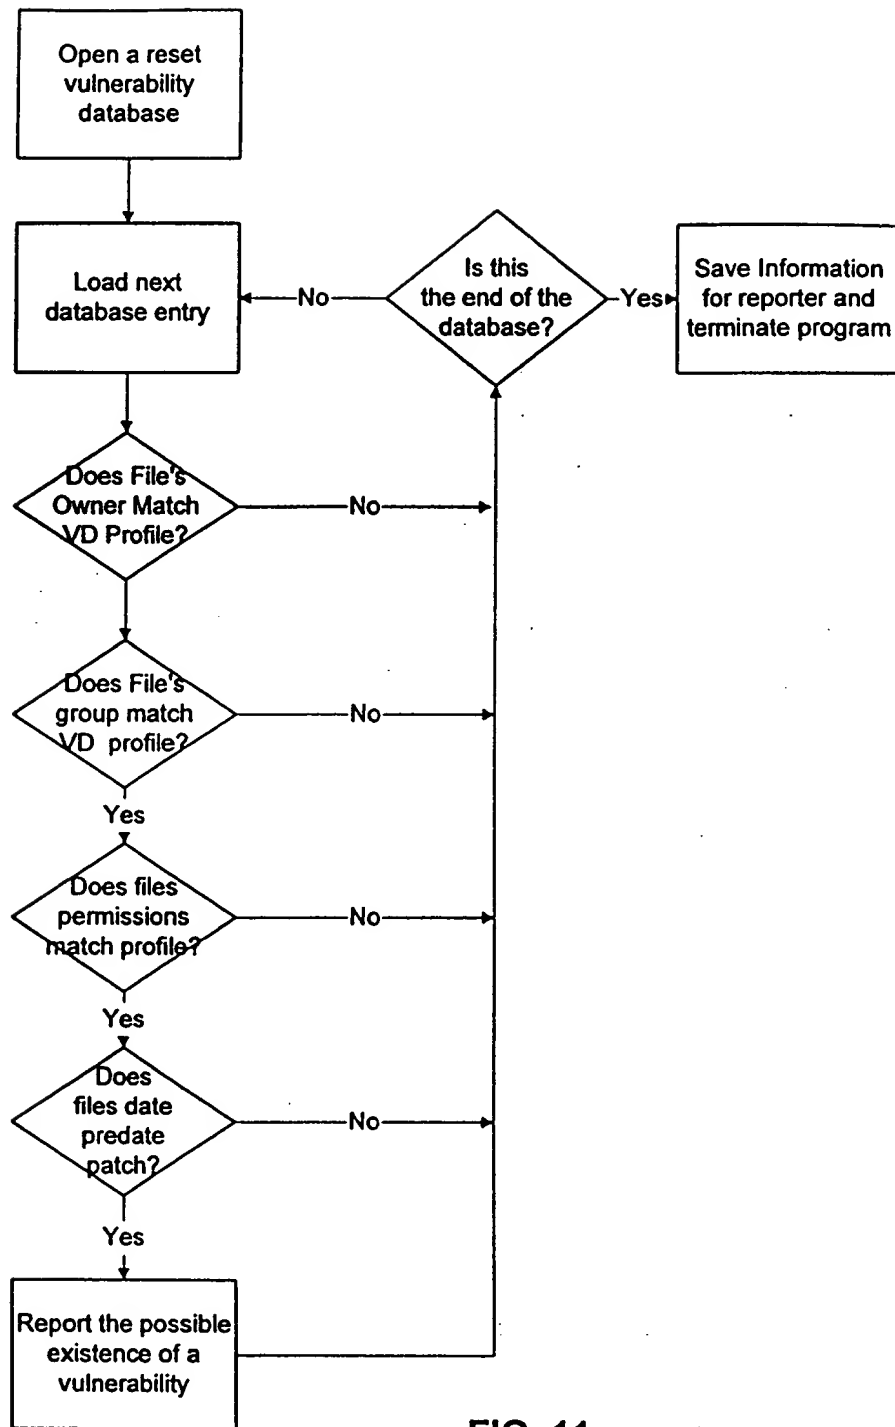 Open a reset
vulnerability
database
Load next
database entry
No
Is this
the end of the
database?
Yes
Save Information
for reporter and
terminate program
Does File's
Owner Match
VD Profile?
No
Does File's
group match
VD profile?
No
Yes
Does files
permissions
match profile?
No
Yes
Does
files date
predate
patch?
No
Yes
Report the possible
existence of a
vulnerability
FIG. 11